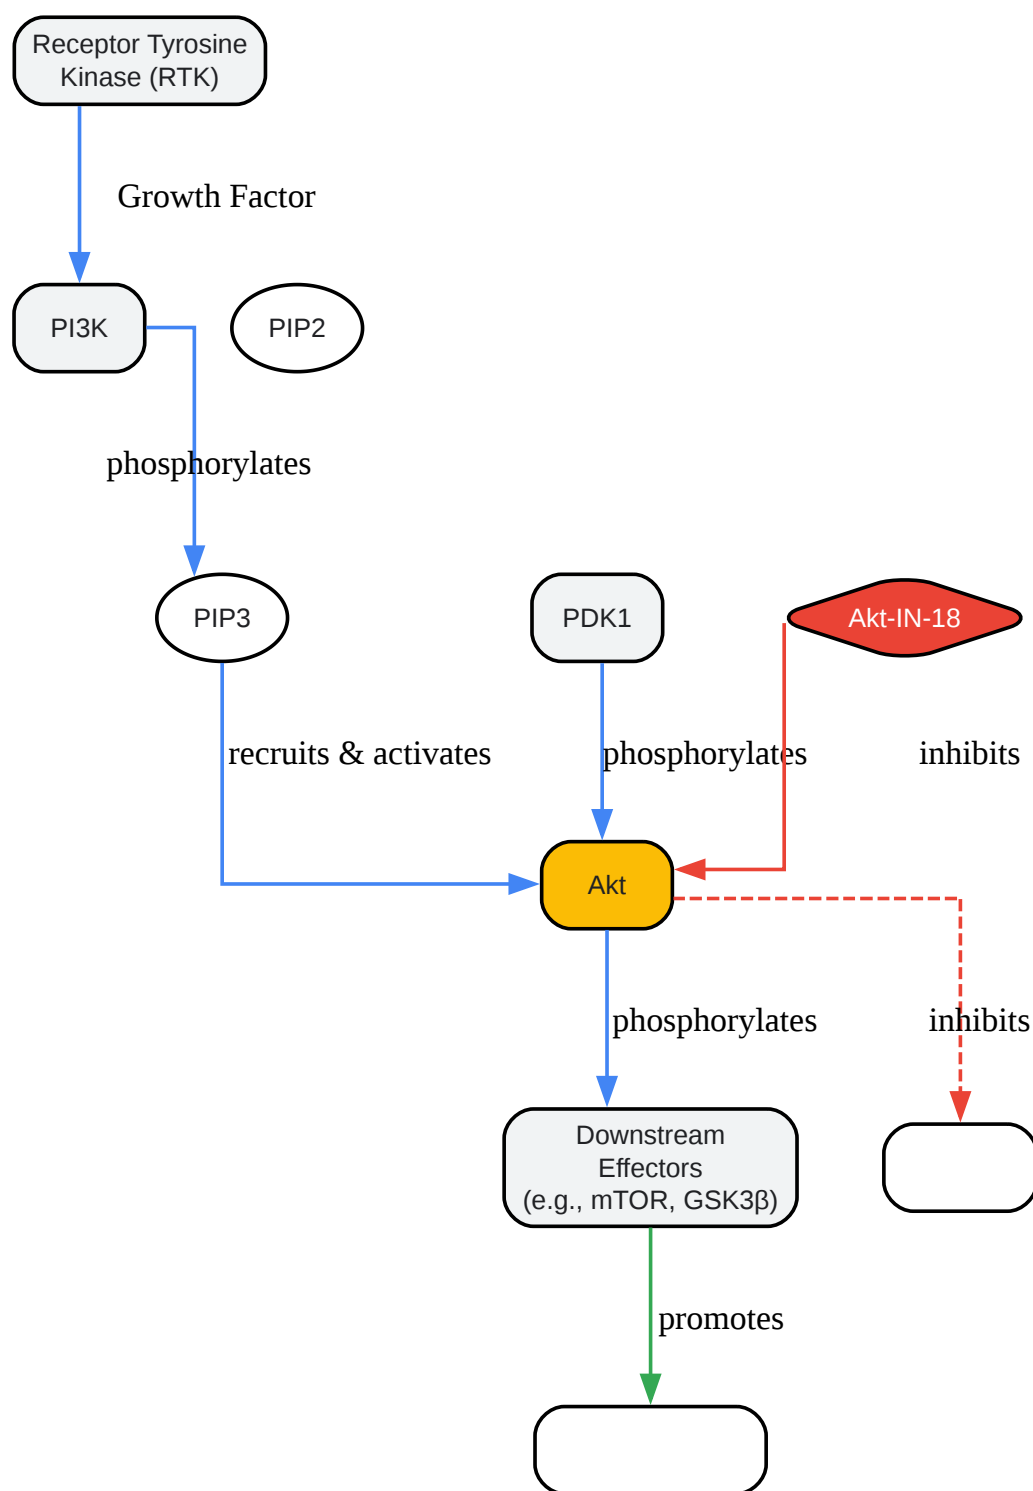 Receptor Tyrosine
Kinase (RTK)
Growth Factor
PI3K
PIP2
phosphorylates
PIP3
PDK1
Akt-IN-18
recruits & activates
phosphorylates
inhibits
Akt
phosphorylates
inhibits
Downstream
Effectors
(e.g., mTOR, GSK3β)
promotes